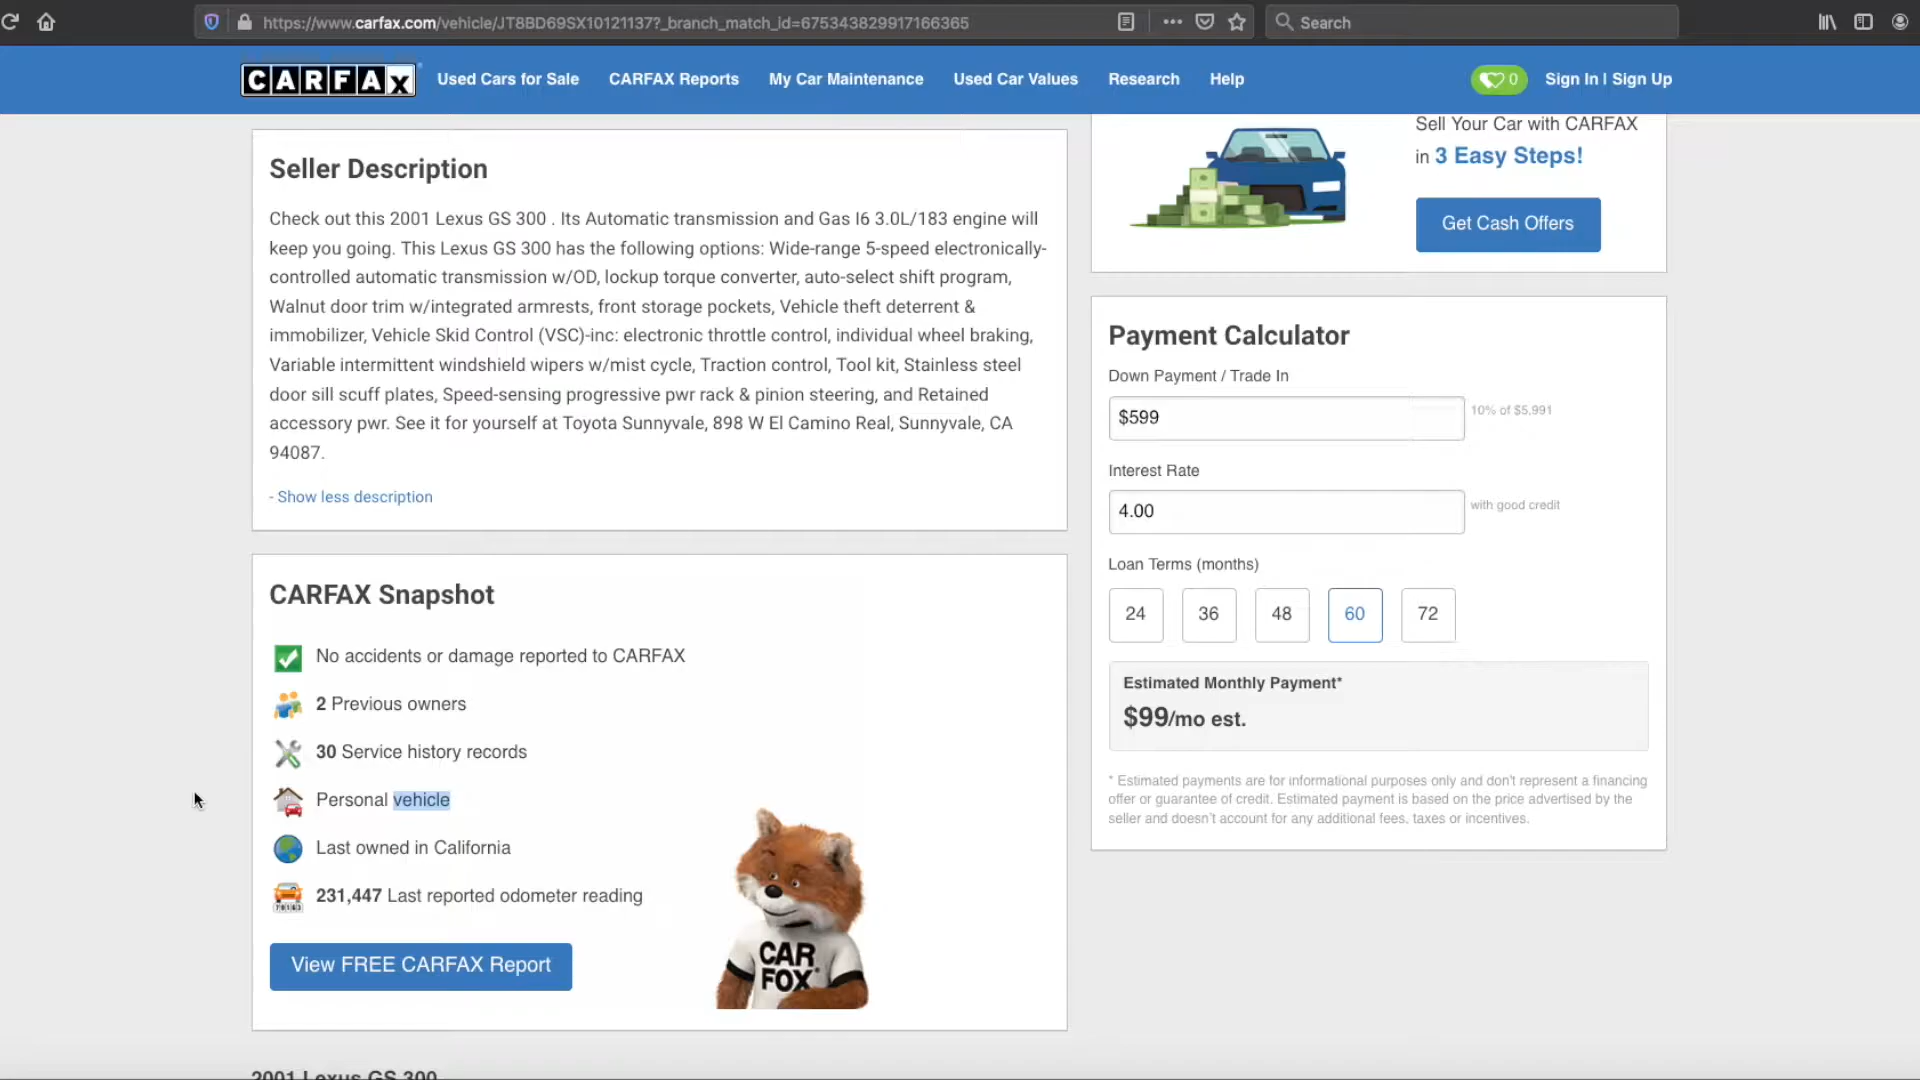 https://www.carfax.com/vehicle/JT8BD69SX10121137?_branch_match_id=675343829917166365
Search
CARFAX
Used Cars for Sale
CARFAX Reports
My Car Maintenance
Used Car Values
Research
Help
0
Sign In | Sign Up
Seller Description
Check out this 2001 Lexus GS 300 . Its Automatic transmission and Gas I6 3.0L/183 engine will
keep you going. This Lexus GS 300 has the following options: Wide-range 5-speed electronically-
controlled automatic transmission w/OD, lockup torque converter, auto-select shift program,
Walnut door trim w/integrated armrests, front storage pockets, Vehicle theft deterrent &
immobilizer, Vehicle Skid Control (VSC)-inc: electronic throttle control, individual wheel braking,
Variable intermittent windshield wipers w/mist cycle, Traction control, Tool kit, Stainless steel
door sill scuff plates, Speed-sensing progressive pwr rack & pinion steering, and Retained
accessory pwr. See it for yourself at Toyota Sunnyvale, 898 W El Camino Real, Sunnyvale, CA
94087.
- Show less description
CARFAX Snapshot
No accidents or damage reported to CARFAX
2 Previous owners
30 Service history records
Personal vehicle
Last owned in California
231,447 Last reported odometer reading
View FREE CARFAX Report
CAR
FOX
2001 Lexus GS 300
Sell Your Car with CARFAX
in 3 Easy Steps!
Get Cash Offers
Payment Calculator
Down Payment / Trade In
$599
10% of $5,991
Interest Rate
4.00
with good credit
Loan Terms (months)
24
36
48
60
72
Estimated Monthly Payment*
$99/mo est.
* Estimated payments are for informational purposes only and don't represent a financing
offer or guarantee of credit. Estimated payment is based on the price advertised by the
seller and doesn't account for any additional fees, taxes or incentives.